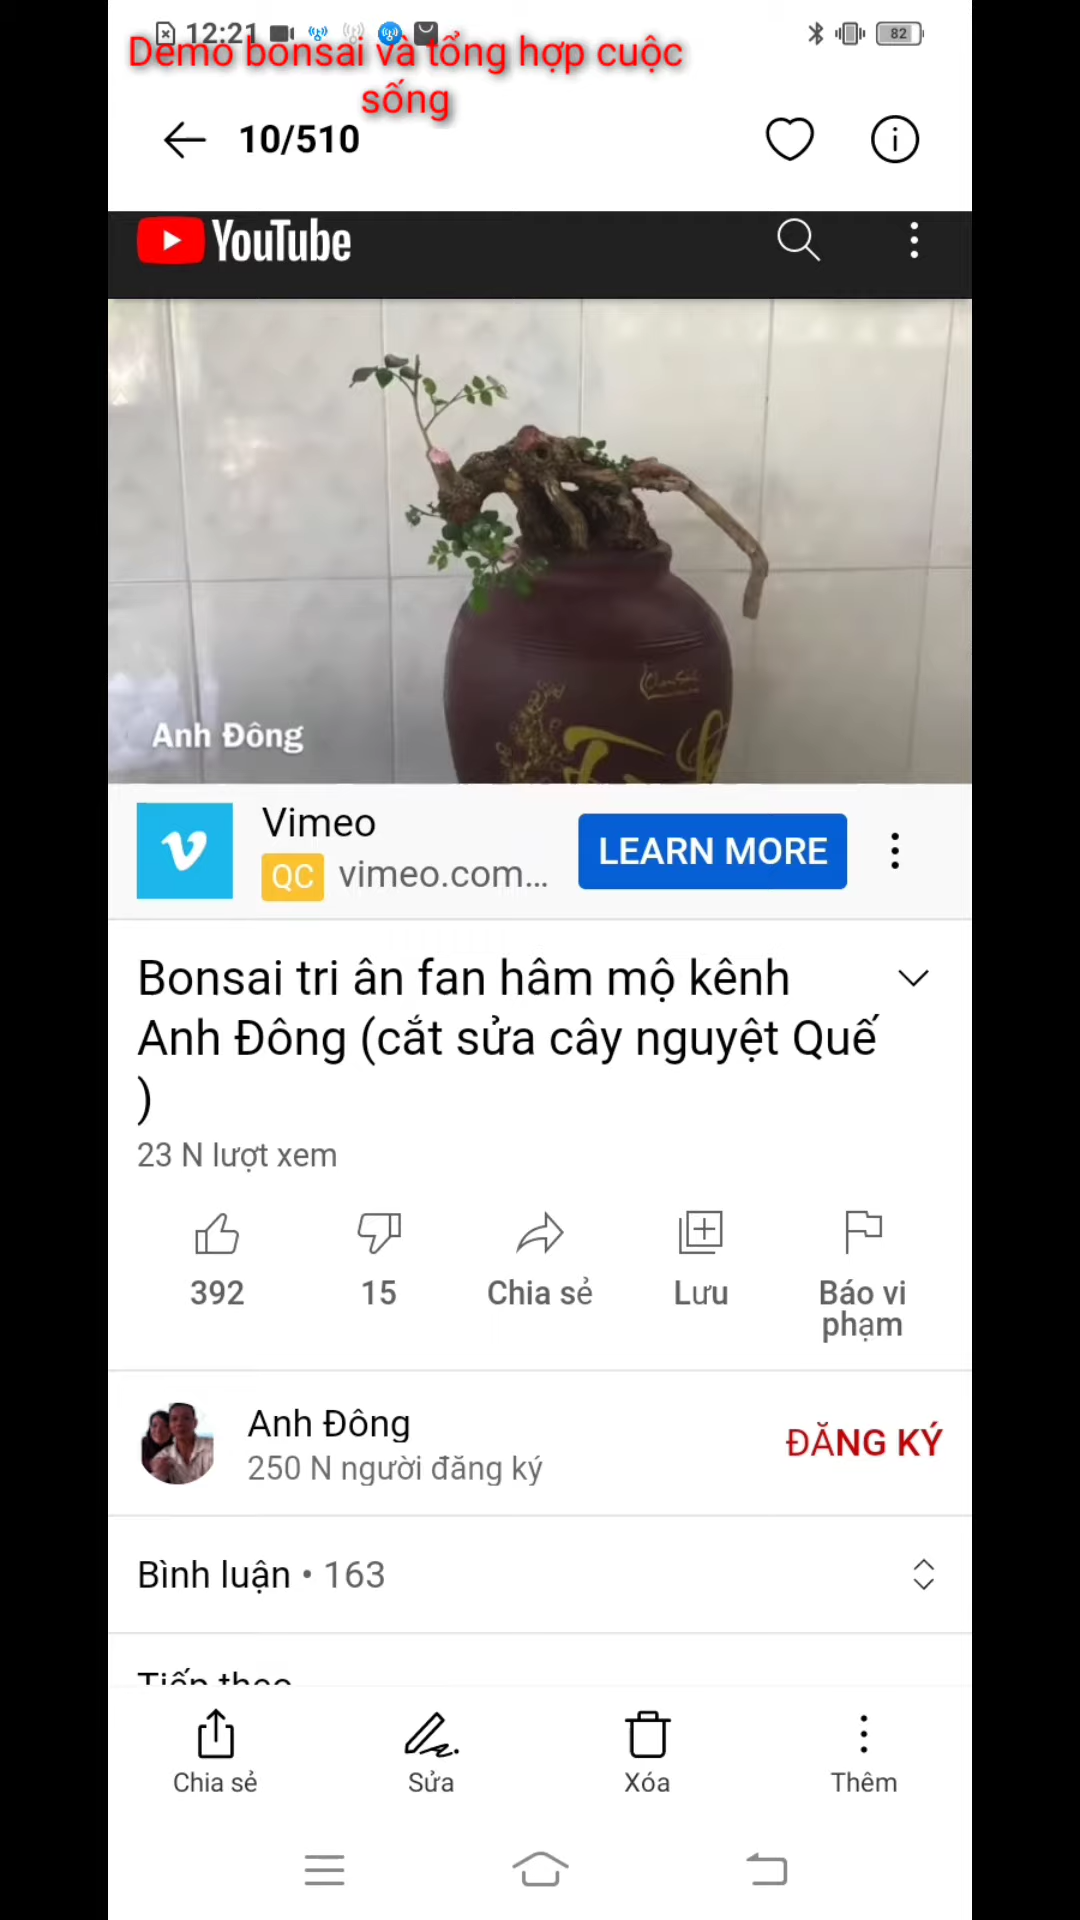 12:21
82
Demo bonsai và tổng hợp cuộc
sống
10/510
YouTube
Anh Đông
Vimeo
QC vimeo.com...
LEARN MORE
Bonsai tri ân fan hâm mộ kênh
Anh Đông (cắt sửa cây nguyệt Quế
)
23 N lượt xem
392
15
Chia sẻ
Lưu
Báo vi
phạm
Anh Đông
250 N người đăng ký
ĐĂNG KÝ
Bình luận • 163
Tiếp theo
Chia sẻ
Sửa
Xóa
Thêm